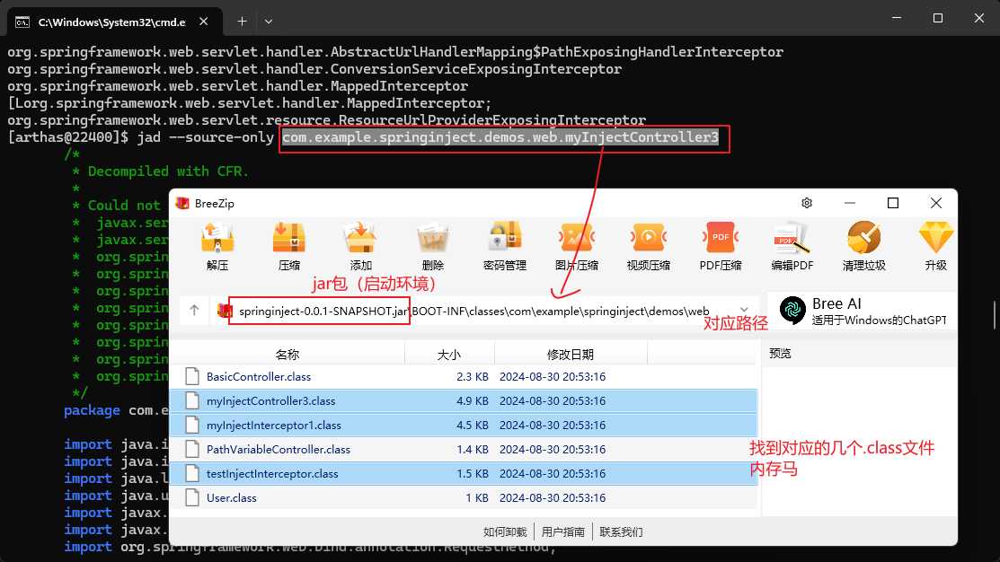 C:\Windows\System32\cmd.e
org.springframework.web.servlet.handler.AbstractUrlHandlerMapping$PathExposingHandlerInterceptor
org.springframework.web.servlet.handler.ConversionServiceExposingInterceptor
org.springframework.web.servlet.handler.MappedInterceptor
[Lorg.springframework.web.servlet.handler.MappedInterceptor;
org.springframework.web.servlet.resource.ResourceUrlProviderExposingInterceptor
[arthas@22400]$ jad --source-only com.example.springinject.demos.web.myInjectController3
/*
* Decompiled with CFR.
*
* Could not
* javax.ser
* javax.ser
* org.sprin
* org.sprin
* org.sprin
* org.sprin
* org.sprin
* org.sprin
* org.sprin
* org.sprin
*/
package com.e
import java.i
import java.i
import java.l
import java.u
import javax.
import javax.
import org.springframework.web.bind.annotation.RequestMethod;
BreeZip
解压
压缩
添加
删除
密码管理
图片压缩
视频压缩
PDF
PDF压缩
PDF
编辑PDF
清理垃圾
升级
jar包（启动环境）
springinject-0.0.1-SNAPSHOT.jar\BOOT-INF\classes\com\example\springinject\demos\web
对应路径
Bree AI
适用于Windows的ChatGPT
名称 大小 修改日期
预览
BasicController.class 2.3 KB 2024-08-30 20:53:16
myInjectController3.class 4.9 KB 2024-08-30 20:53:16
myInjectInterceptor1.class 4.5 KB 2024-08-30 20:53:16
PathVariableController.class 1.4 KB 2024-08-30 20:53:16
testInjectInterceptor.class 1.5 KB 2024-08-30 20:53:16
User.class 1 KB 2024-08-30 20:53:16
找到对应的几个.class文件
内存马
如何卸载 用户指南 联系我们